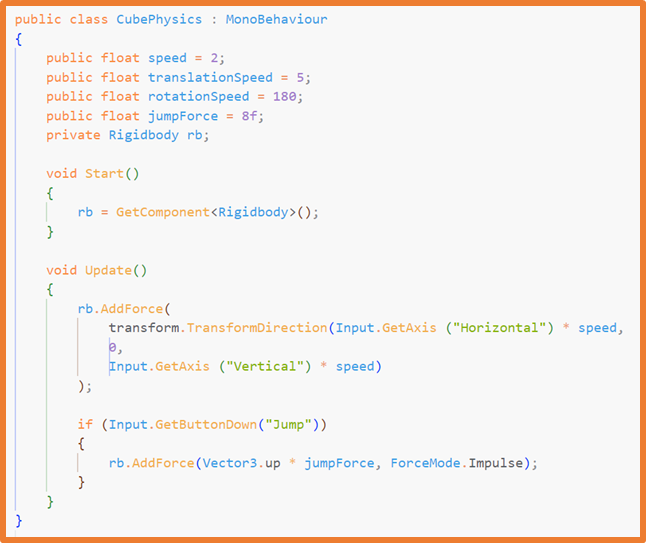 public class CubePhysics : MonoBehaviour
{
    public float speed = 2;
    public float translationSpeed = 5;
    public float rotationSpeed = 180;
    public float jumpForce = 8f;
    private Rigidbody rb;

    void Start()
    {
        rb = GetComponent<Rigidbody>();
    }

    void Update()
    {
        rb.AddForce(
            transform.TransformDirection(Input.GetAxis ("Horizontal") * speed,
            0,
            Input.GetAxis ("Vertical") * speed)
        );

        if (Input.GetButtonDown("Jump"))
        {
            rb.AddForce(Vector3.up * jumpForce, ForceMode.Impulse);
        }
    }
}